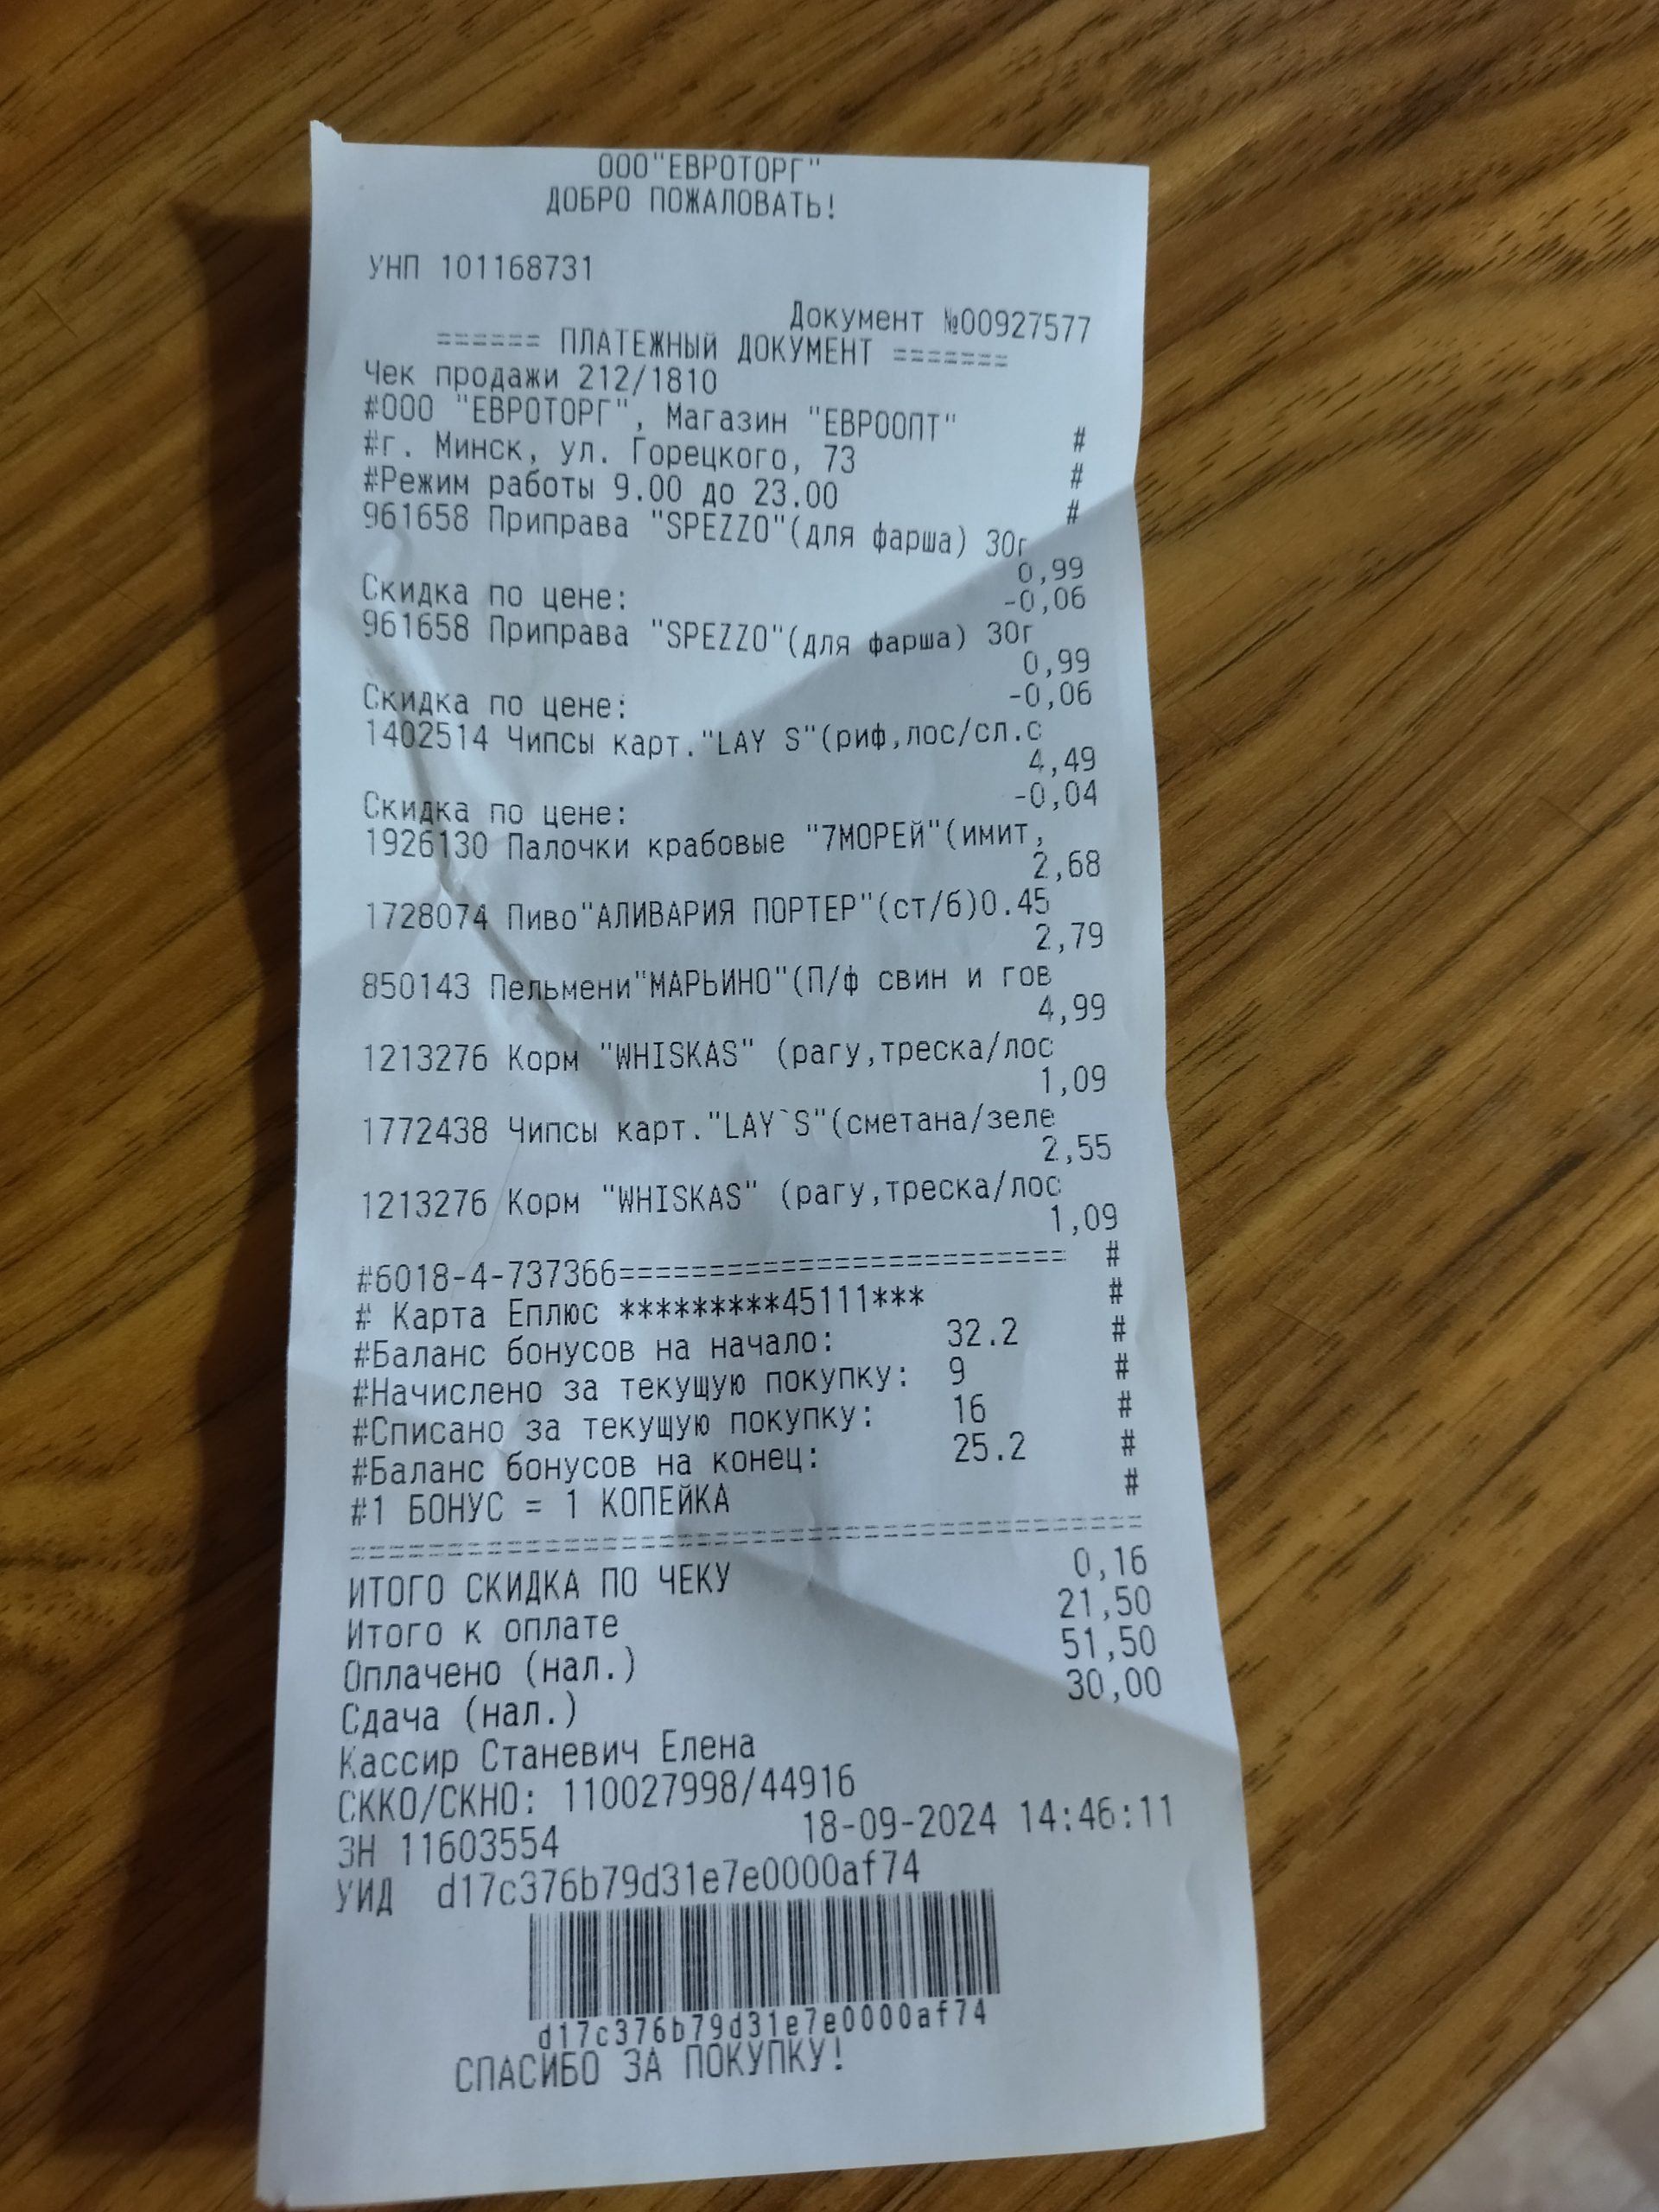 ООО"ЕВРОТОРГ"
ДОБРО ПОЖАЛОВАТЬ!
УНП 101168731
Документ №00927577
====== ПЛАТЕЖНЫЙ ДОКУМЕНТ =======
Чек продажи 212/1810
#ООО "ЕВРОТОРГ", Магазин "ЕВРООПТ" #
#г. Минск, ул. Горецкого, 73 #
#Режим работы 9.00 до 23.00 #
961658 Приправа "SPEZZO"(для фарша) 30г
0,99
Скидка по цене: -0,06
961658 Приправа "SPEZZO"(для фарша) 30г
0,99
Скидка по цене: -0,06
1402514 Чипсы карт."LAY S"(риф,лос/сл.с
4,49
Скидка по цене: -0,04
1926130 Палочки крабовые "7МОРЕЙ"(имит,
2,68
1728074 Пиво"АЛИВАРИЯ ПОРТЕР"(ст/б)0.45
2,79
850143 Пельмени"МАРЬИНО"(П/ф свин и гов
4,99
1213276 Корм "WHISKAS" (рагу,треска/лос
1,09
1772438 Чипсы карт."LAY`S"(сметана/зеле
2,55
1213276 Корм "WHISKAS" (рагу,треска/лос
1,09
#6018-4-737366========================= #
# Карта Еплюс *********45111*** #
#Баланс бонусов на начало: 32.2 #
#Начислено за текущую покупку: 9 #
#Списано за текущую покупку: 16 #
#Баланс бонусов на конец: 25.2 #
#1 БОНУС = 1 КОПЕЙКА #
============================================
ИТОГО СКИДКА ПО ЧЕКУ 0,16
Итого к оплате 21,50
Оплачено (нал.) 51,50
Сдача (нал.) 30,00
Кассир Станевич Елена
СККО/СКНО: 110027998/44916
ЗН 11603554 18-09-2024 14:46:11
УИД d17c376b79d31e7e0000af74
d17c376b79d31e7e0000af74
СПАСИБО ЗА ПОКУПКУ!